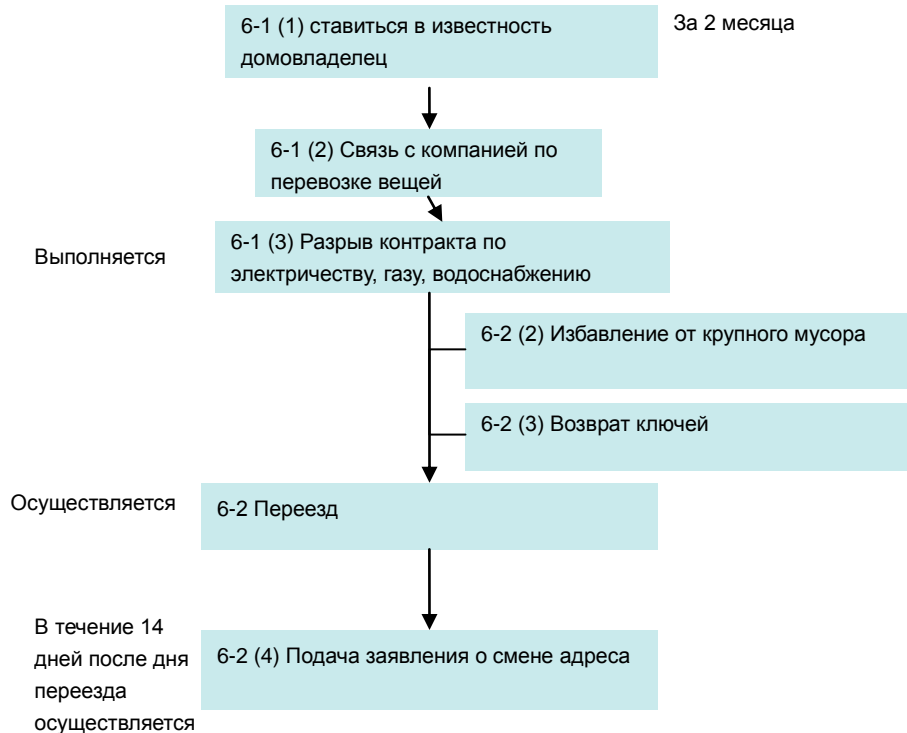 6-1 (1) ставиться в известность
домовладелец
За 2 месяца
6-1 (2) Связь с компанией по
перевозке вещей
Выполняется
6-1 (3) Разрыв контракта по
электричеству, газу, водоснабжению
6-2 (2) Избавление от крупного мусора
6-2 (3) Возврат ключей
Осуществляется
6-2 Переезд
В течение 14
дней после дня
переезда
осуществляется
6-2 (4) Подача заявления о смене адреса